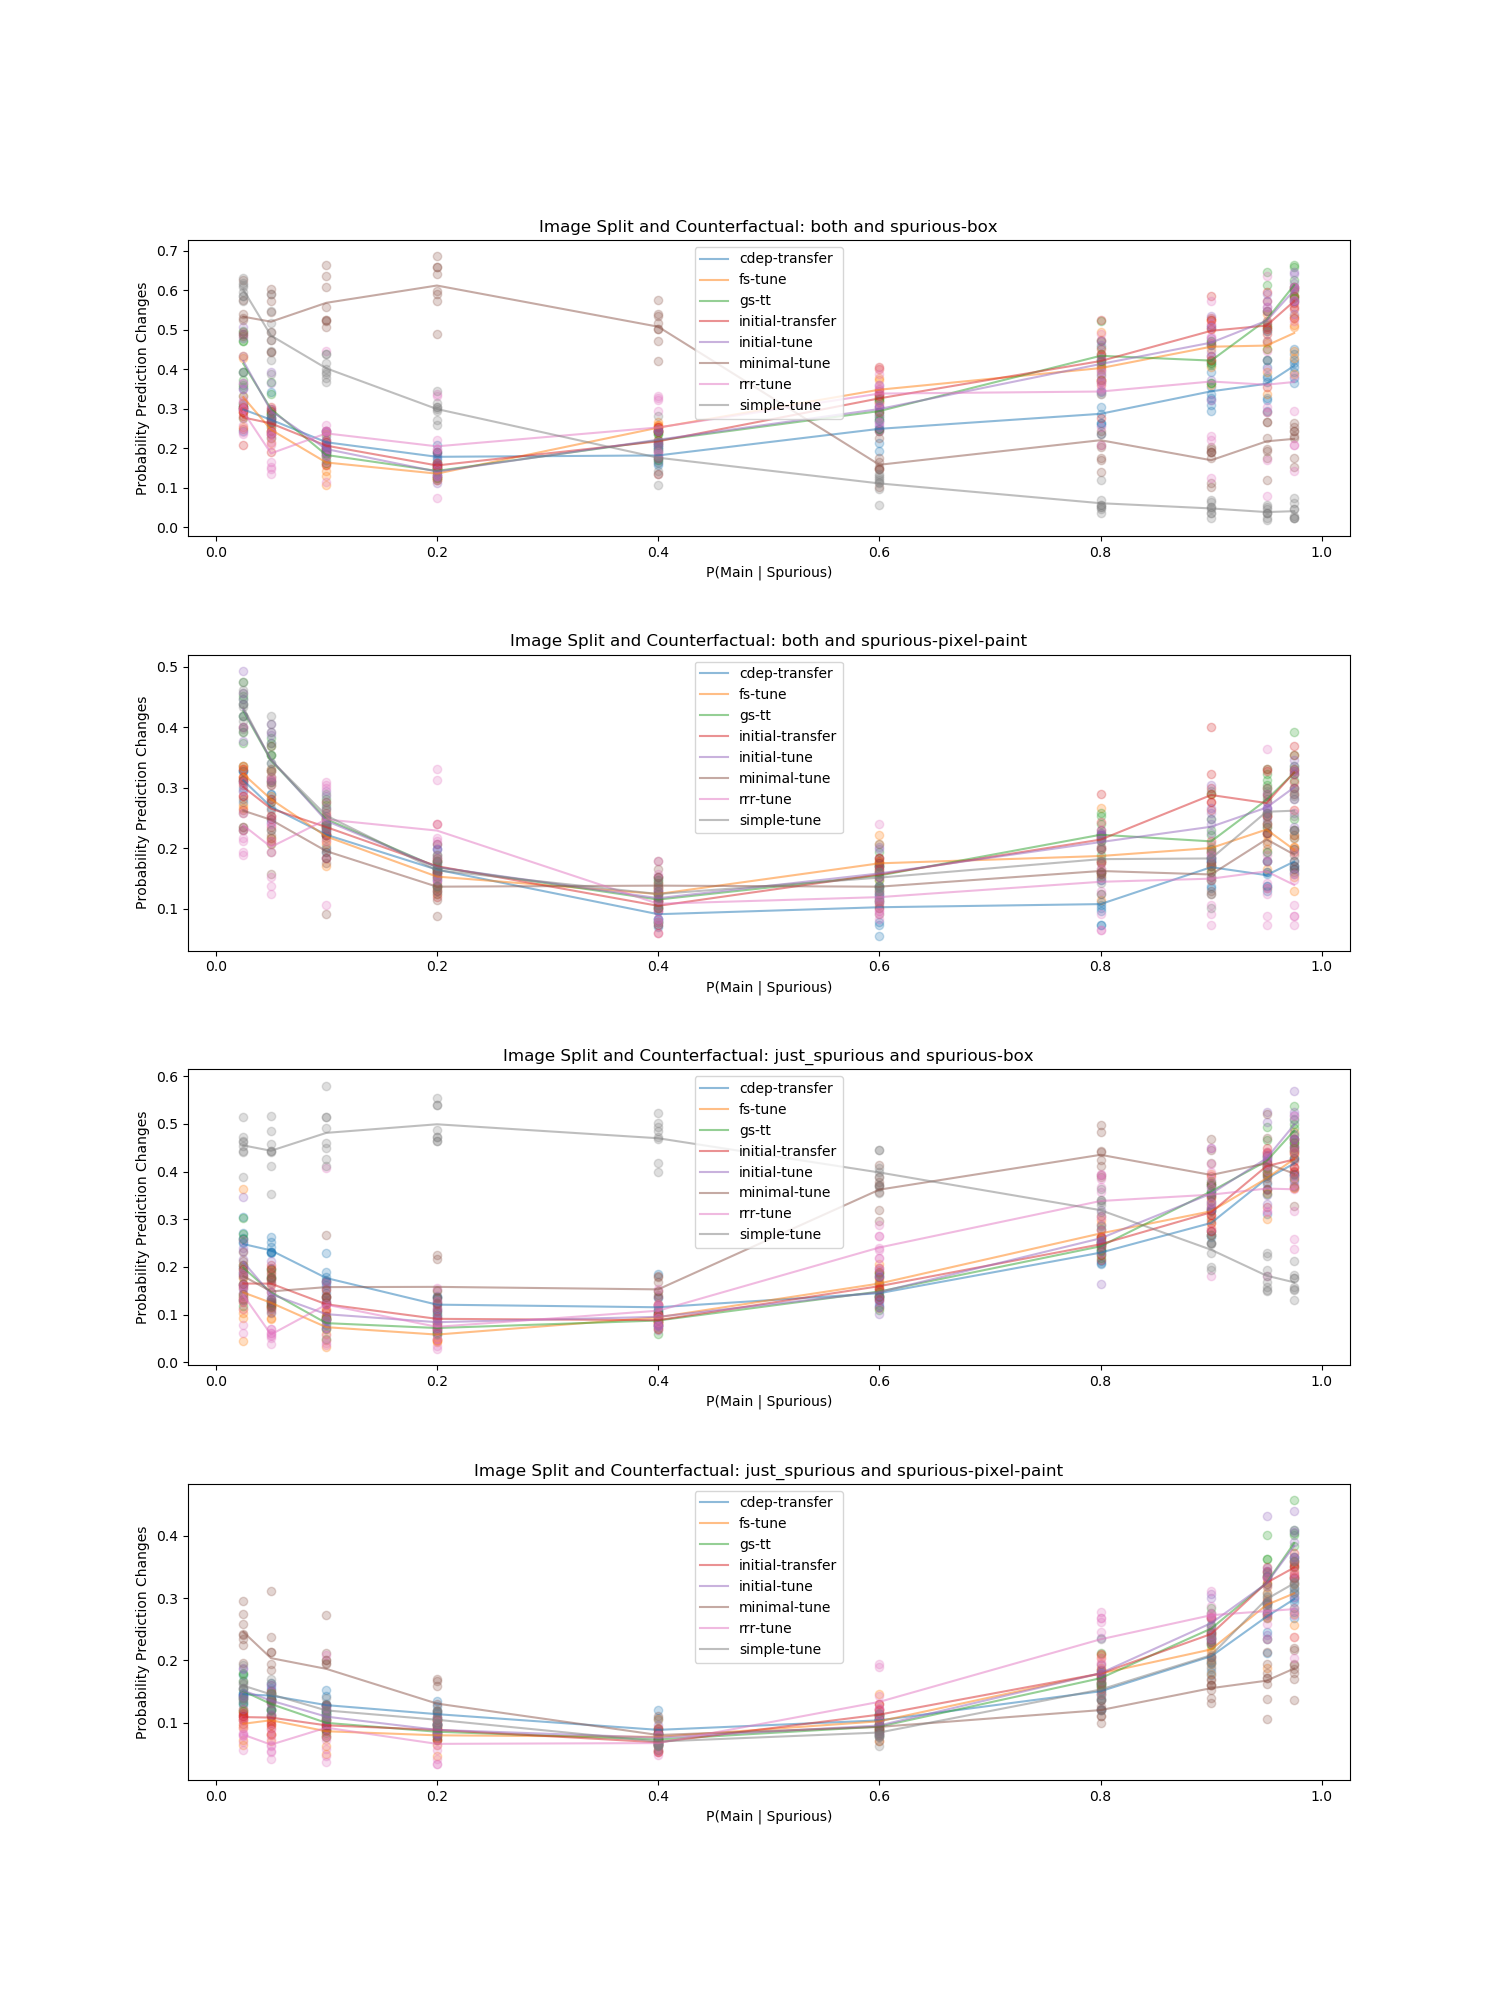 Image Split and Counterfactual: both and spurious-box
Probability Prediction Changes
0.7
0.6
0.5
0.4
0.3
0.2
0.1
0.0
cdep-transfer
fs-tune
gs-tt
initial-transfer
initial-tune
minimal-tune
rrr-tune
simple-tune
0.0 0.2 0.4 0.6 0.8 1.0
P(Main | Spurious)
Image Split and Counterfactual: both and spurious-pixel-paint
Probability Prediction Changes
0.5
0.4
0.3
0.2
0.1
cdep-transfer
fs-tune
gs-tt
initial-transfer
initial-tune
minimal-tune
rrr-tune
simple-tune
0.0 0.2 0.4 0.6 0.8 1.0
P(Main | Spurious)
Image Split and Counterfactual: just_spurious and spurious-box
Probability Prediction Changes
0.6
0.5
0.4
0.3
0.2
0.1
0.0
cdep-transfer
fs-tune
gs-tt
initial-transfer
initial-tune
minimal-tune
rrr-tune
simple-tune
0.0 0.2 0.4 0.6 0.8 1.0
P(Main | Spurious)
Image Split and Counterfactual: just_spurious and spurious-pixel-paint
Probability Prediction Changes
0.4
0.3
0.2
0.1
cdep-transfer
fs-tune
gs-tt
initial-transfer
initial-tune
minimal-tune
rrr-tune
simple-tune
0.0 0.2 0.4 0.6 0.8 1.0
P(Main | Spurious)